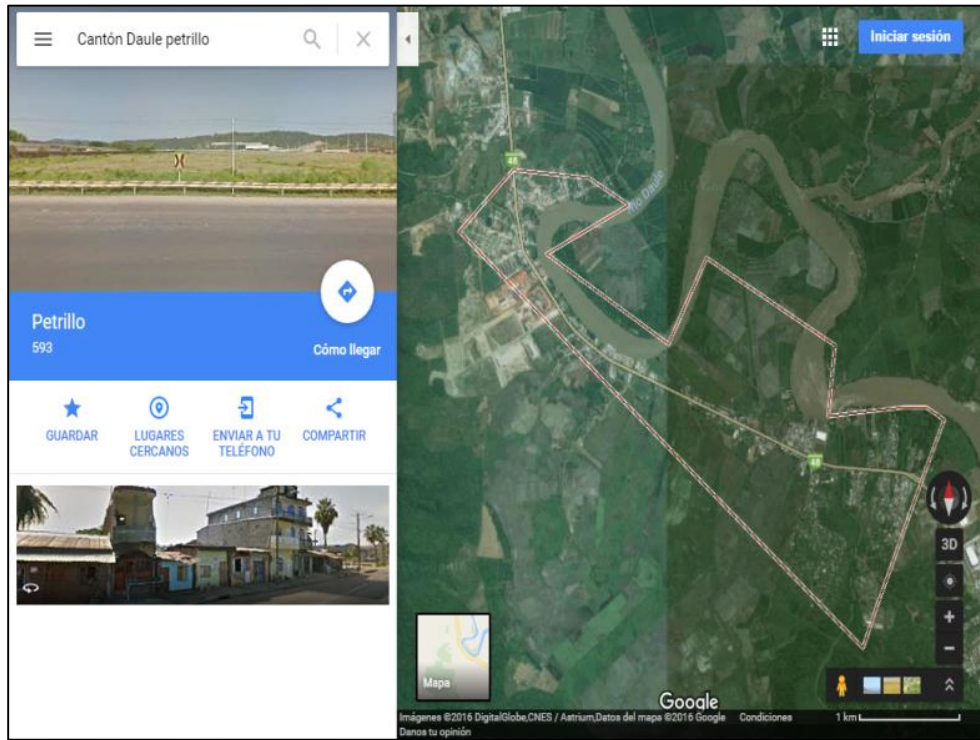 Cantón Daule petrillo
Petrillo
593
Cómo llegar
GUARDAR
LUGARES
CERCANOS
ENVIAR A TU
TELÉFONO
COMPARTIR
Iniciar sesión
48
Río Daule
48
3D
Mapa
Google
Imágenes ©2016 DigitalGlobe,CNES / Astrium,Datos del mapa ©2016 Google Condiciones 1 km
Danos tu opinión